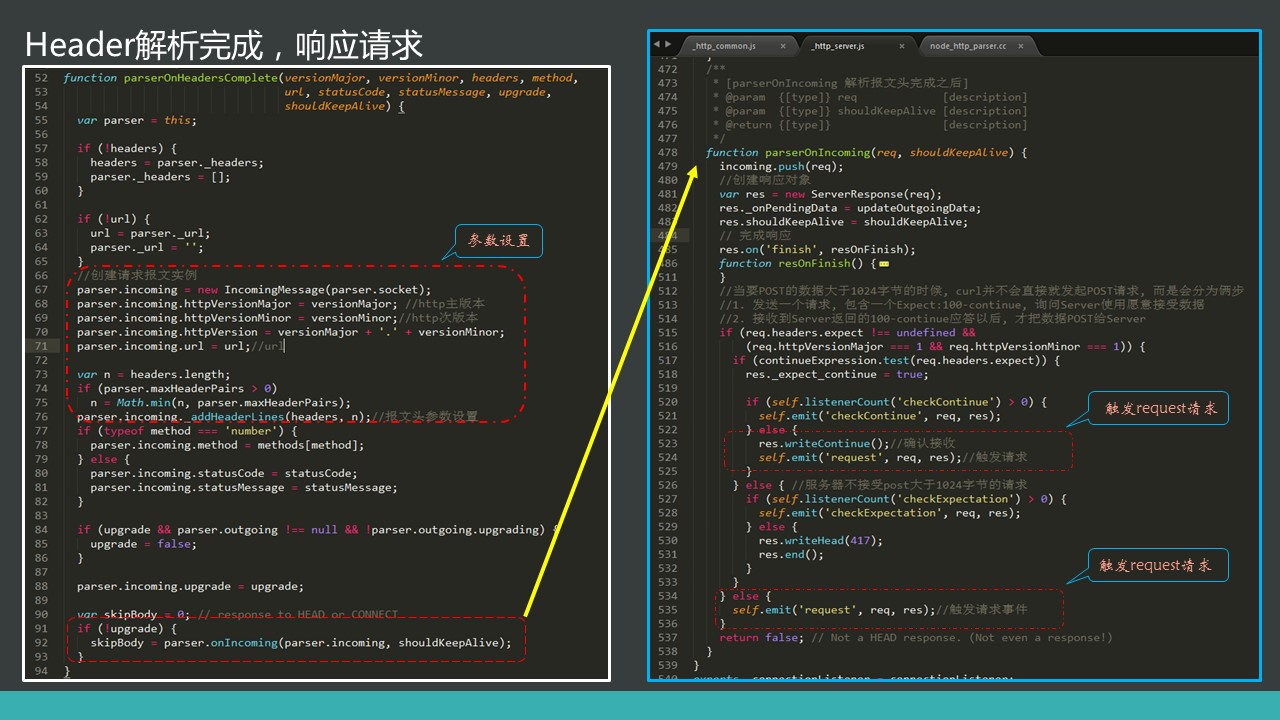 Header解析完成，响应请求
52 function parserOnHeadersComplete(versionMajor, versionMinor, headers, method,
53 url, statusCode, statusMessage, upgrade,
54 shouldKeepAlive) {
55 var parser = this;
56
57 if (!headers) {
58 headers = parser._headers;
59 parser._headers = [];
60 }
61
62 if (!url) {
63 url = parser._url;
64 parser._url = '';
65 }
参数设置
66 //创建请求报文实例
67 parser.incoming = new IncomingMessage(parser.socket);
68 parser.incoming.httpVersionMajor = versionMajor; //http主版本
69 parser.incoming.httpVersionMinor = versionMinor;//http次版本
70 parser.incoming.httpVersion = versionMajor + '.' + versionMinor;
71 parser.incoming.url = url;//url
72
73 var n = headers.length;
74 if (parser.maxHeaderPairs > 0)
75 n = Math.min(n, parser.maxHeaderPairs);
76 parser.incoming._addHeaderLines(headers, n);//报文头参数设置
77 if (typeof method === 'number') {
78 parser.incoming.method = methods[method];
79 } else {
80 parser.incoming.statusCode = statusCode;
81 parser.incoming.statusMessage = statusMessage;
82 }
83
84 if (upgrade && parser.outgoing !== null && !parser.outgoing.upgrading) {
85 upgrade = false;
86 }
87
88 parser.incoming.upgrade = upgrade;
89
90 var skipBody = 0; // response to HEAD or CONNECT
91 if (!upgrade) {
92 skipBody = parser.onIncoming(parser.incoming, shouldKeepAlive);
93 }
94 }
_http_common.js × _http_server.js × node_http_parser.cc ×
471 }
472 /**
473 * [parserOnIncoming 解析报文头完成之后]
474 * @param {[type]} req [description]
475 * @param {[type]} shouldKeepAlive [description]
476 * @return {[type]} [description]
477 */
478 function parserOnIncoming(req, shouldKeepAlive) {
479 incoming.push(req);
480 //创建响应对象
481 var res = new ServerResponse(req);
482 res._onPendingData = updateOutgoingData;
483 res.shouldKeepAlive = shouldKeepAlive;
484 // 完成响应
485 res.on('finish', resOnFinish);
486 function resOnFinish() {
511 }
512 //当要POST的数据大于1024字节的时候, curl并不会直接就发起POST请求, 而是会分为俩步
513 //1. 发送一个请求, 包含一个Expect:100-continue, 询问Server使用愿意接受数据
514 //2. 接收到Server返回的100-continue应答以后, 才把数据POST给Server
515 if (req.headers.expect !== undefined &&
516 (req.httpVersionMajor === 1 && req.httpVersionMinor === 1)) {
517 if (continueExpression.test(req.headers.expect)) {
518 res._expect_continue = true;
519
520 if (self.listenerCount('checkContinue') > 0) {
521 self.emit('checkContinue', req, res);
触发request请求
522 } else {
523 res.writeContinue();//确认接收
524 self.emit('request', req, res);//触发请求
525 }
526 } else { //服务器不接受post大于1024字节的请求
527 if (self.listenerCount('checkExpectation') > 0) {
528 self.emit('checkExpectation', req, res);
529 } else {
530 res.writeHead(417);
531 res.end();
532 }
533 }
触发request请求
534 } else {
535 self.emit('request', req, res);//触发请求事件
536 }
537 return false; // Not a HEAD response. (Not even a response!)
538 }
539 }
540 exports._connectionListener = connectionListener;